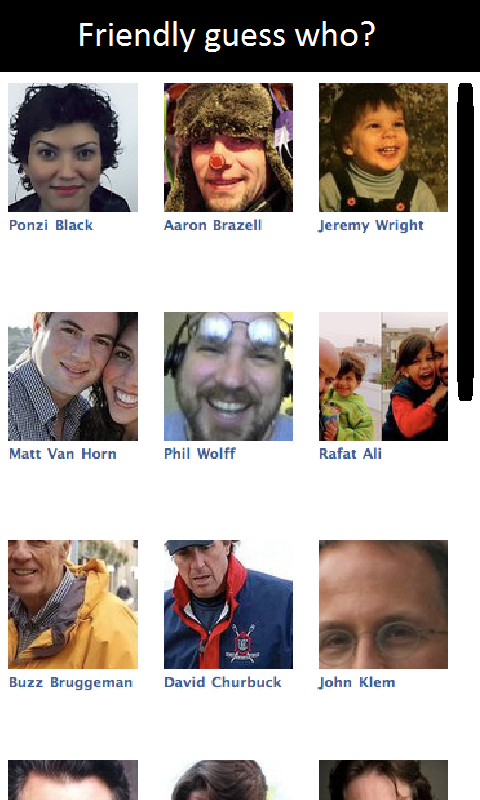 Friendly guess who?
Ponzi Black
Aaron Brazell
Jeremy Wright
Matt Van Horn
Phil Wolff
Rafat Ali
Buzz Bruggeman
David Churbuck
John Klem